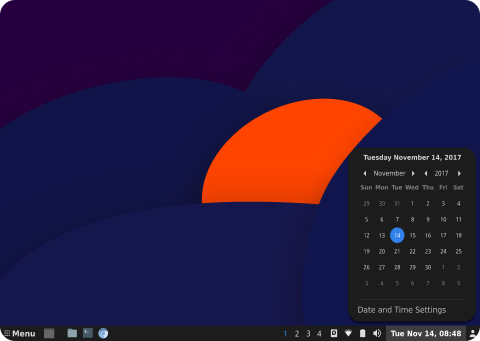 Tuesday November 14, 2017
November 2017
Sun Mon Tue Wed Thu Fri Sat
29 30 31 1 2 3 4
5 6 7 8 9 10 11
12 13 14 15 16 17 18
19 20 21 22 23 24 25
26 27 28 29 30 1 2
3 4 5 6 7 8 9
Date and Time Settings
Menu 1 2 3 4 Tue Nov 14, 08:48